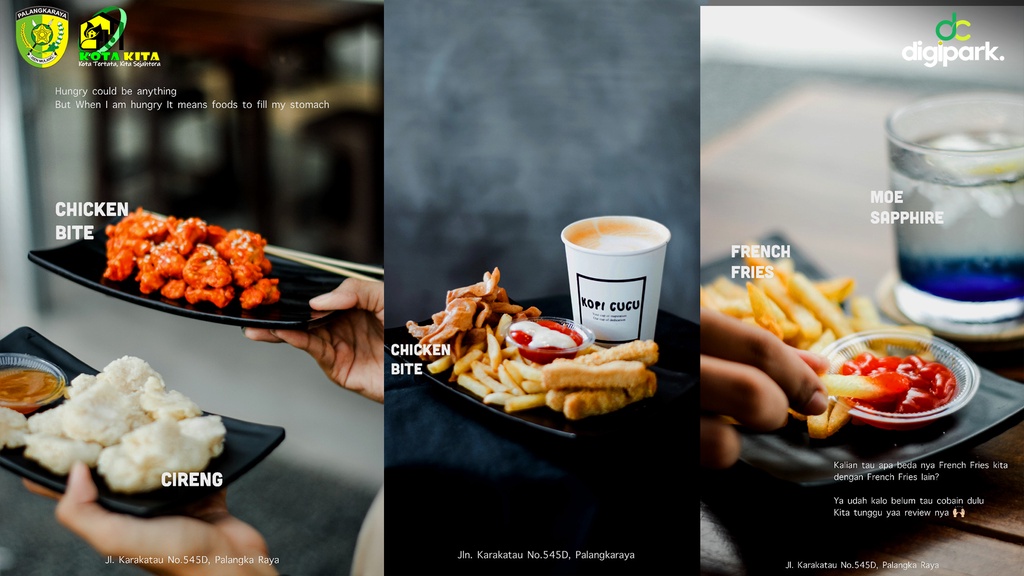 PALANGKARAYA
KOTA KITA
Kota Tertata, Kita Sejahtera
Hungry could be anything
But When I am hungry It means foods to fill my stomach
CHICKEN
BITE
CIRENG
Jl. Karakatau No.545D, Palangka Raya
KOPI CUCU
CHICKEN
BITE
Jln. Karakatau No.545D, Palangkaraya
dc
digipark.
MOE
SAPPHIRE
FRENCH
FRIES
Kalian tau apa beda nya French Fries kita
dengan French Fries lain?
Ya udah kalo belum tau cobain dulu
Kita tunggu yaa review nya 🙌🏻
Jl. Karakatau No.545D, Palangka Raya